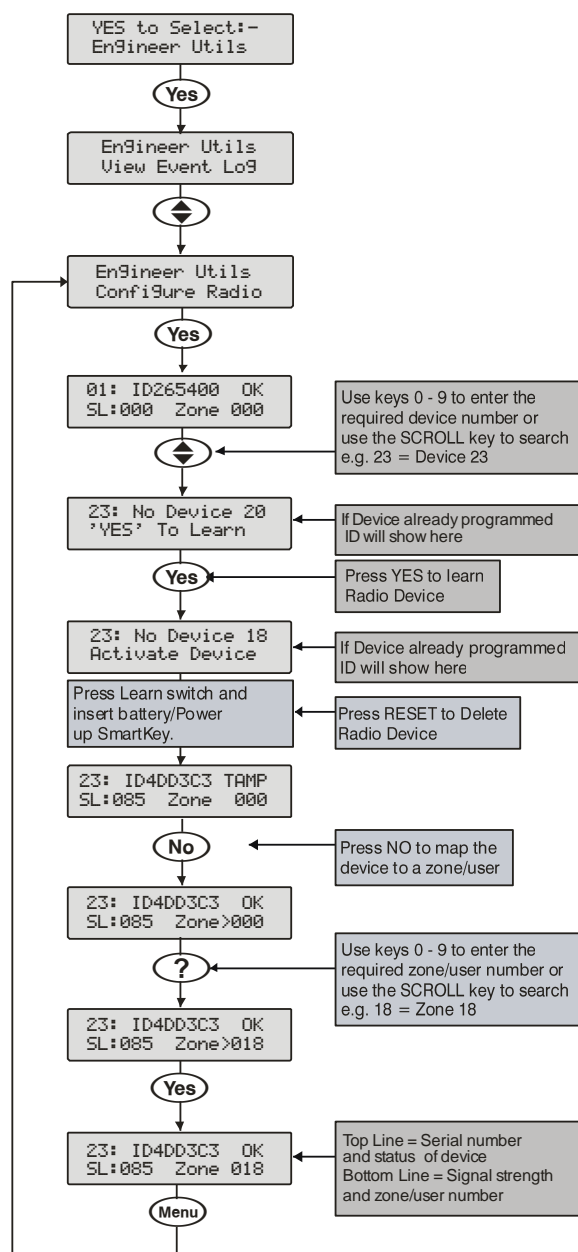 YES to Select:-
Engineer Utils
Yes
Engineer Utils
View Event Log
Engineer Utils
Configure Radio
Yes
01: ID265400 OK
SL:000 Zone 000
Use keys 0 - 9 to enter the
required device number or
use the SCROLL key to search
e.g. 23 = Device 23
23: No Device 20
'YES' To Learn
If Device already programmed
ID will show here
Yes
Press YES to learn
Radio Device
23: No Device 18
Activate Device
If Device already programmed
ID will show here
Press Learn switch and
insert battery/Power
up SmartKey.
Press RESET to Delete
Radio Device
23: ID4DD3C3 TAMP
SL:085 Zone 000
No
Press NO to map the
device to a zone/user
23: ID4DD3C3 OK
SL:085 Zone>000
?
Use keys 0 - 9 to enter the
required zone/user number or
use the SCROLL key to search
e.g. 18 = Zone 18
23: ID4DD3C3 OK
SL:085 Zone>018
Yes
23: ID4DD3C3 OK
SL:085 Zone 018
Top Line = Serial number
and status of device
Bottom Line = Signal strength
and zone/user number
Menu